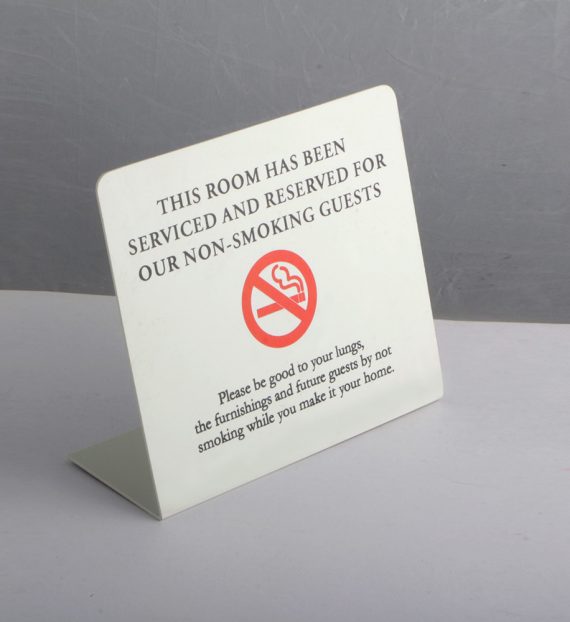 THIS ROOM HAS BEEN
SERVICED AND RESERVED FOR
OUR NON-SMOKING GUESTS
Please be good to your lungs,
the furnishings and future guests by not
smoking while you make it your home.